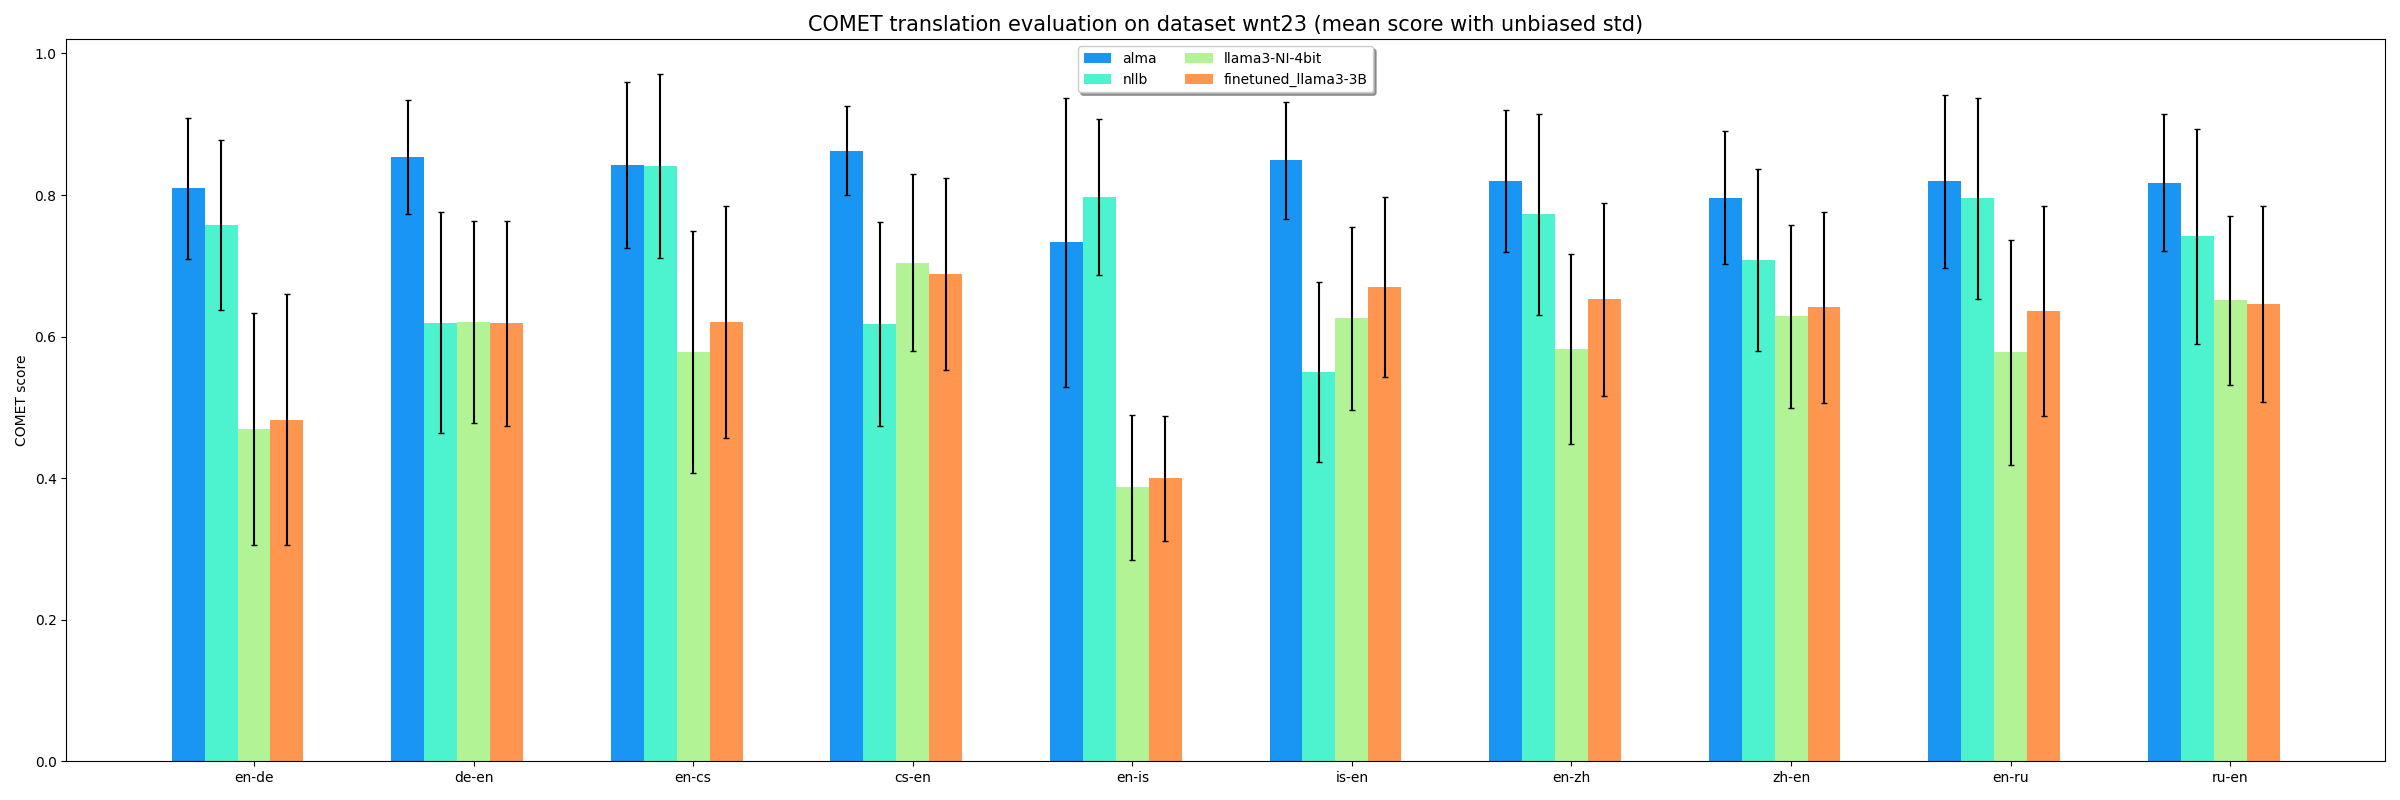 COMET translation evaluation on dataset wnt23 (mean score with unbiased std)
alma
nllb
llama3-NI-4bit
finetuned_llama3-3B
COMET score
1.0
0.8
0.6
0.4
0.2
0.0
en-de de-en en-cs cs-en en-is is-en en-zh zh-en en-ru ru-en